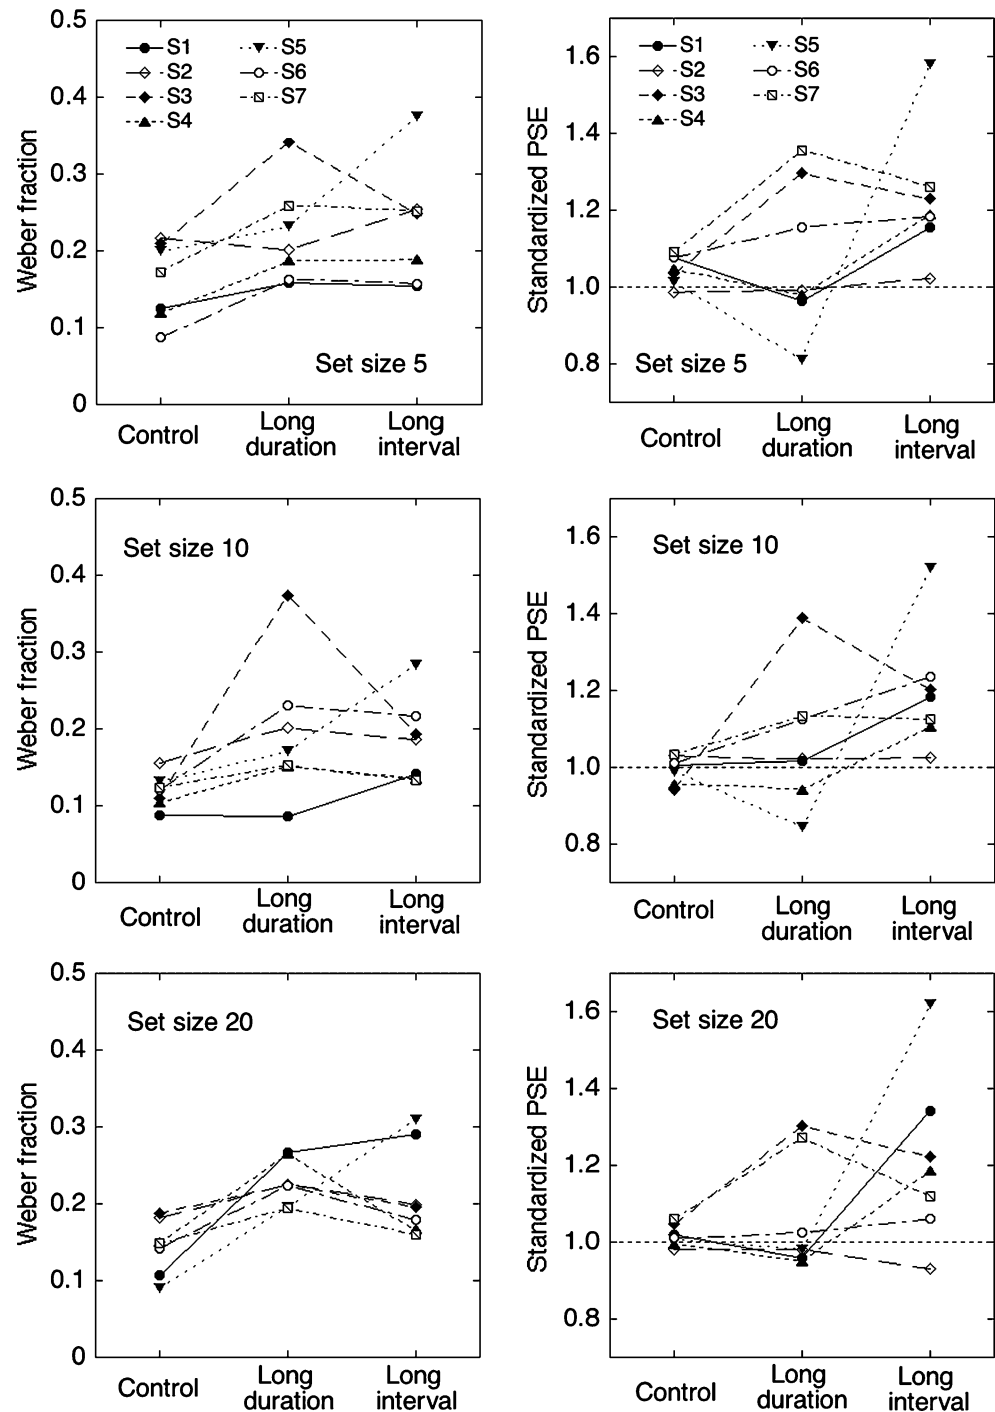 0.5
0.4
0.3
0.2
0.1
0
Weber fraction
S1 S5
S2 S6
S3 S7
S4
Set size 5
Control
Long
duration
Long
interval
1.6
1.4
1.2
1.0
0.8
Standardized PSE
S1 S5
S2 S6
S3 S7
S4
Set size 5
Control
Long
duration
Long
interval
0.5
0.4
0.3
0.2
0.1
0
Weber fraction
Set size 10
Control
Long
duration
Long
interval
1.6
1.4
1.2
1.0
0.8
Standardized PSE
Set size 10
Control
Long
duration
Long
interval
0.5
0.4
0.3
0.2
0.1
0
Weber fraction
Set size 20
Control
Long
duration
Long
interval
1.6
1.4
1.2
1.0
0.8
Standardized PSE
Set size 20
Control
Long
duration
Long
interval